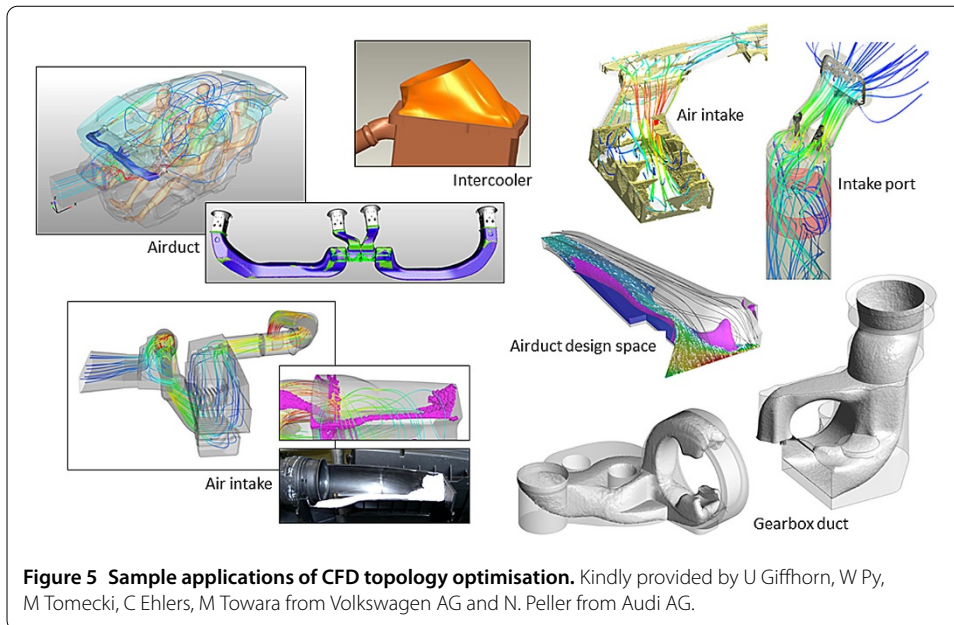 Airduct
Intercooler
Air intake
Intake port
Airduct design space
Air intake
Gearbox duct
Figure 5 Sample applications of CFD topology optimisation. Kindly provided by U Giffhorn, W Py,
M Tomecki, C Ehlers, M Towara from Volkswagen AG and N. Peller from Audi AG.